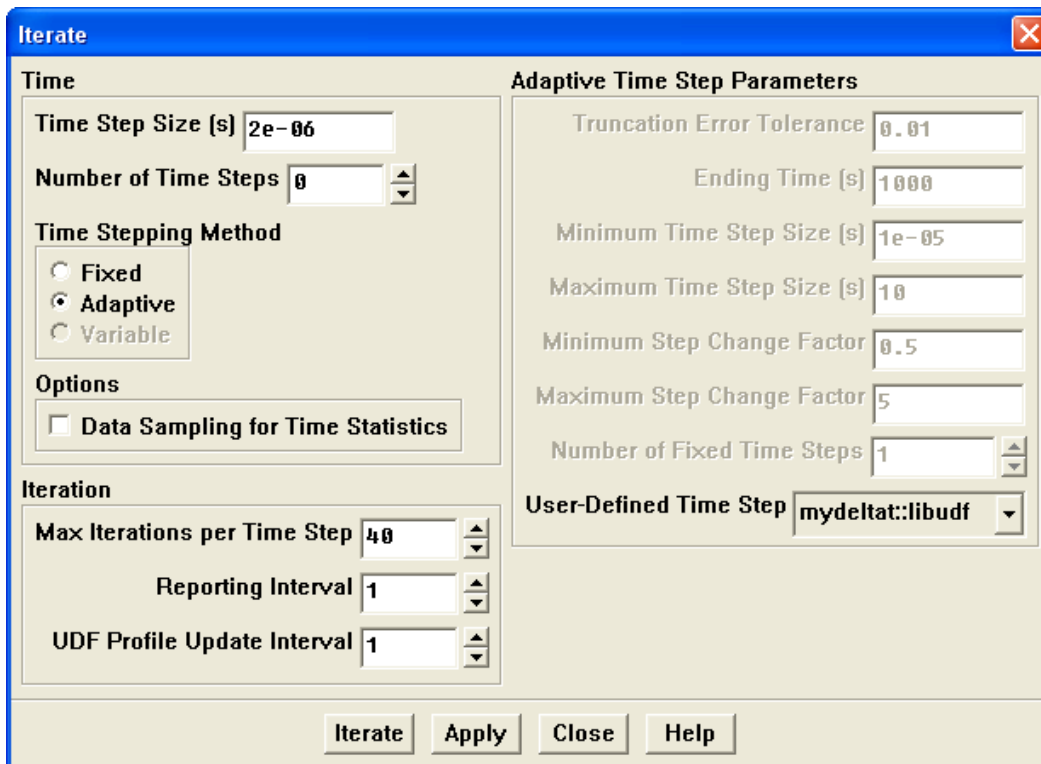 Iterate
Time
Time Step Size (s) 2e-06
Number of Time Steps 0
Time Stepping Method
Fixed
Adaptive
Variable
Options
Data Sampling for Time Statistics
Iteration
Max Iterations per Time Step 40
Reporting Interval 1
UDF Profile Update Interval 1
Adaptive Time Step Parameters
Truncation Error Tolerance 0.01
Ending Time (s) 1000
Minimum Time Step Size (s) 1e-05
Maximum Time Step Size (s) 10
Minimum Step Change Factor 0.5
Maximum Step Change Factor 5
Number of Fixed Time Steps 1
User-Defined Time Step mydeltat::libudf
Iterate Apply Close Help